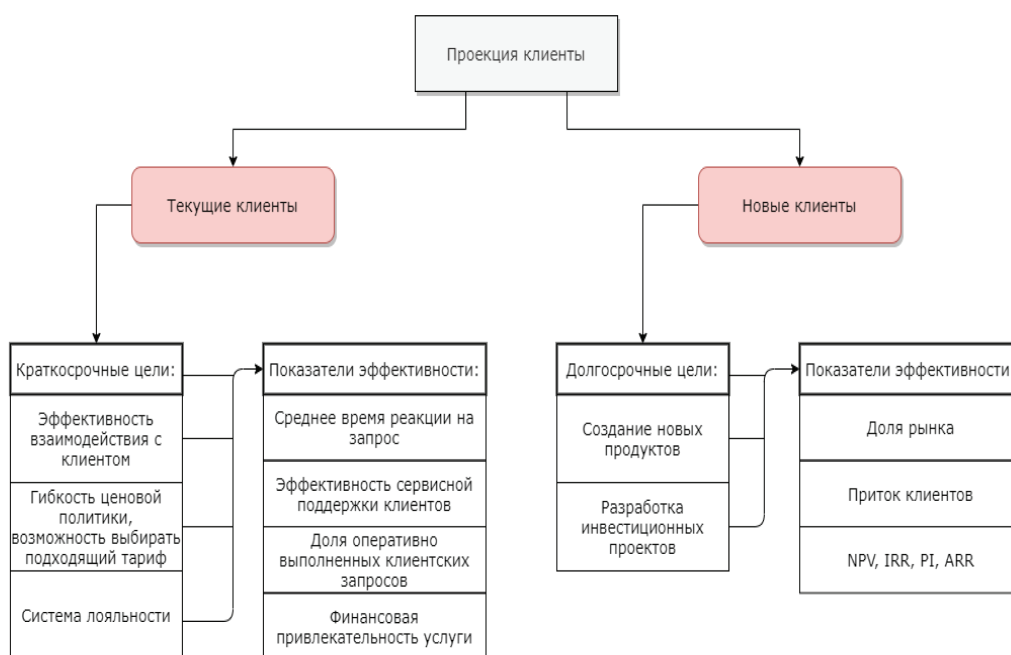 Проекция клиенты
Текущие клиенты
Новые клиенты
Краткосрочные цели:
Эффективность
взаимодействия с
клиентом
Гибкость ценовой
политики,
возможность выбирать
подходящий тариф
Система лояльности
Показатели эффективности:
Среднее время реакции на
запрос
Эффективность сервисной
поддержки клиентов
Доля оперативно
выполненных клиентских
запросов
Финансовая
привлекательность услуги
Долгосрочные цели:
Создание новых
продуктов
Разработка
инвестиционных
проектов
Показатели эффективности
Доля рынка
Приток клиентов
NPV, IRR, PI, ARR